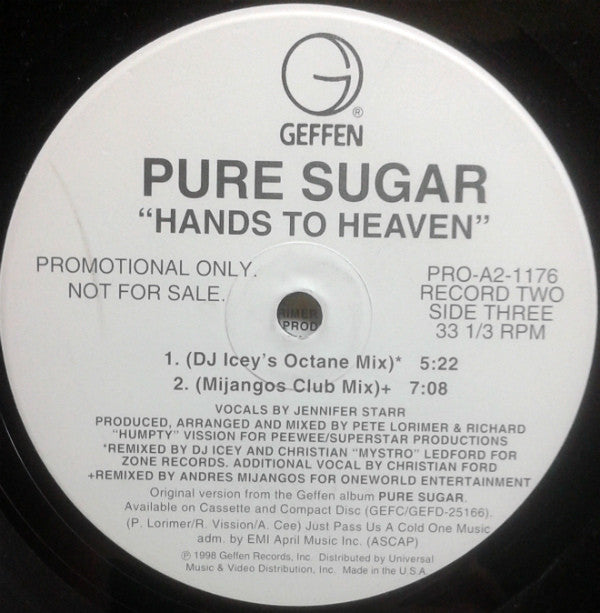 GEFFEN
®
PURE SUGAR
“HANDS TO HEAVEN”
PROMOTIONAL ONLY.
NOT FOR SALE.
PRO-A2-1176
RECORD TWO
SIDE THREE
33 1/3 RPM
RIMER
PROD
1. (DJ Icey's Octane Mix)* 5:22
2. (Mijangos Club Mix)+ 7:08
VOCALS BY JENNIFER STARR
PRODUCED, ARRANGED AND MIXED BY PETE LORIMER & RICHARD
“HUMPTY” VISSION FOR PEEWEE/SUPERSTAR PRODUCTIONS
*REMIXED BY DJ ICEY AND CHRISTIAN “MYSTRO” LEDFORD FOR
ZONE RECORDS. ADDITIONAL VOCAL BY CHRISTIAN FORD
+REMIXED BY ANDRES MIJANGOS FOR ONEWORLD ENTERTAINMENT
Original version from the Geffen album PURE SUGAR.
Available on Cassette and Compact Disc (GEFC/GEFD-25166).
(P. Lorimer/R. Vission/A. Cee) Just Pass Us A Cold One Music
adm. by EMI April Music Inc. (ASCAP)
℗ 1998 Geffen Records, Inc. Distributed by Universal
Music & Video Distribution, Inc. Made in the U.S.A.